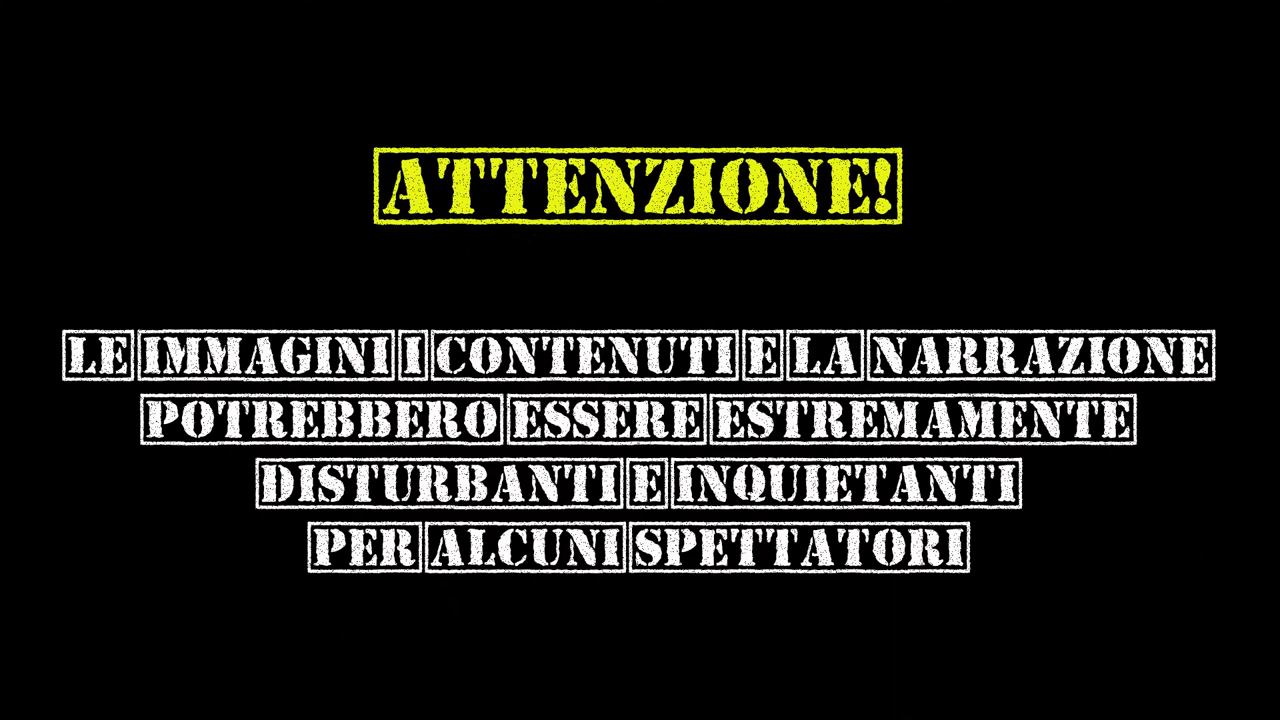 ATTENZIONE!
LE IMMAGINI I CONTENUTI E LA NARRAZIONE
POTREBBERO ESSERE ESTREMAMENTE
DISTURBANTI E INQUIETANTI
PER ALCUNI SPETTATORI